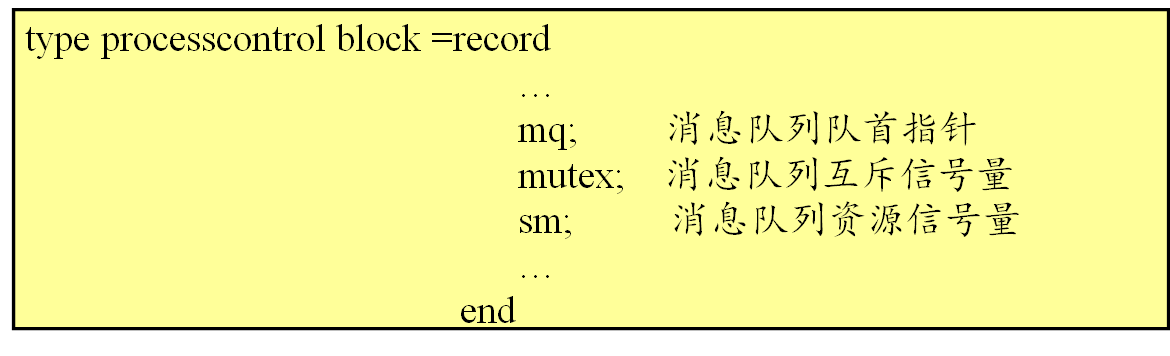 type processcontrol block =record
…
mq; 消息队列队首指针
mutex; 消息队列互斥信号量
sm; 消息队列资源信号量
…
end